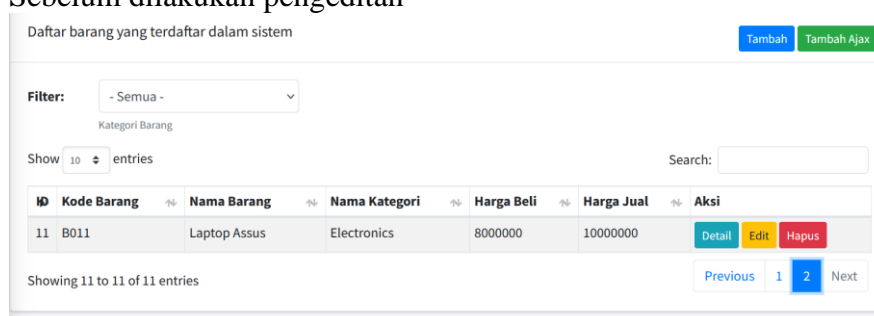 Sebelum dilakukan pengeditan
Daftar barang yang terdaftar dalam sistem
Tambah Tambah Ajax
Filter: - Semua -
Kategori Barang
Show 10 entries Search:
ID Kode Barang Nama Barang Nama Kategori Harga Beli Harga Jual Aksi
11 B011 Laptop Assus Electronics 8000000 10000000 Detail Edit Hapus
Showing 11 to 11 of 11 entries Previous 1 2 Next